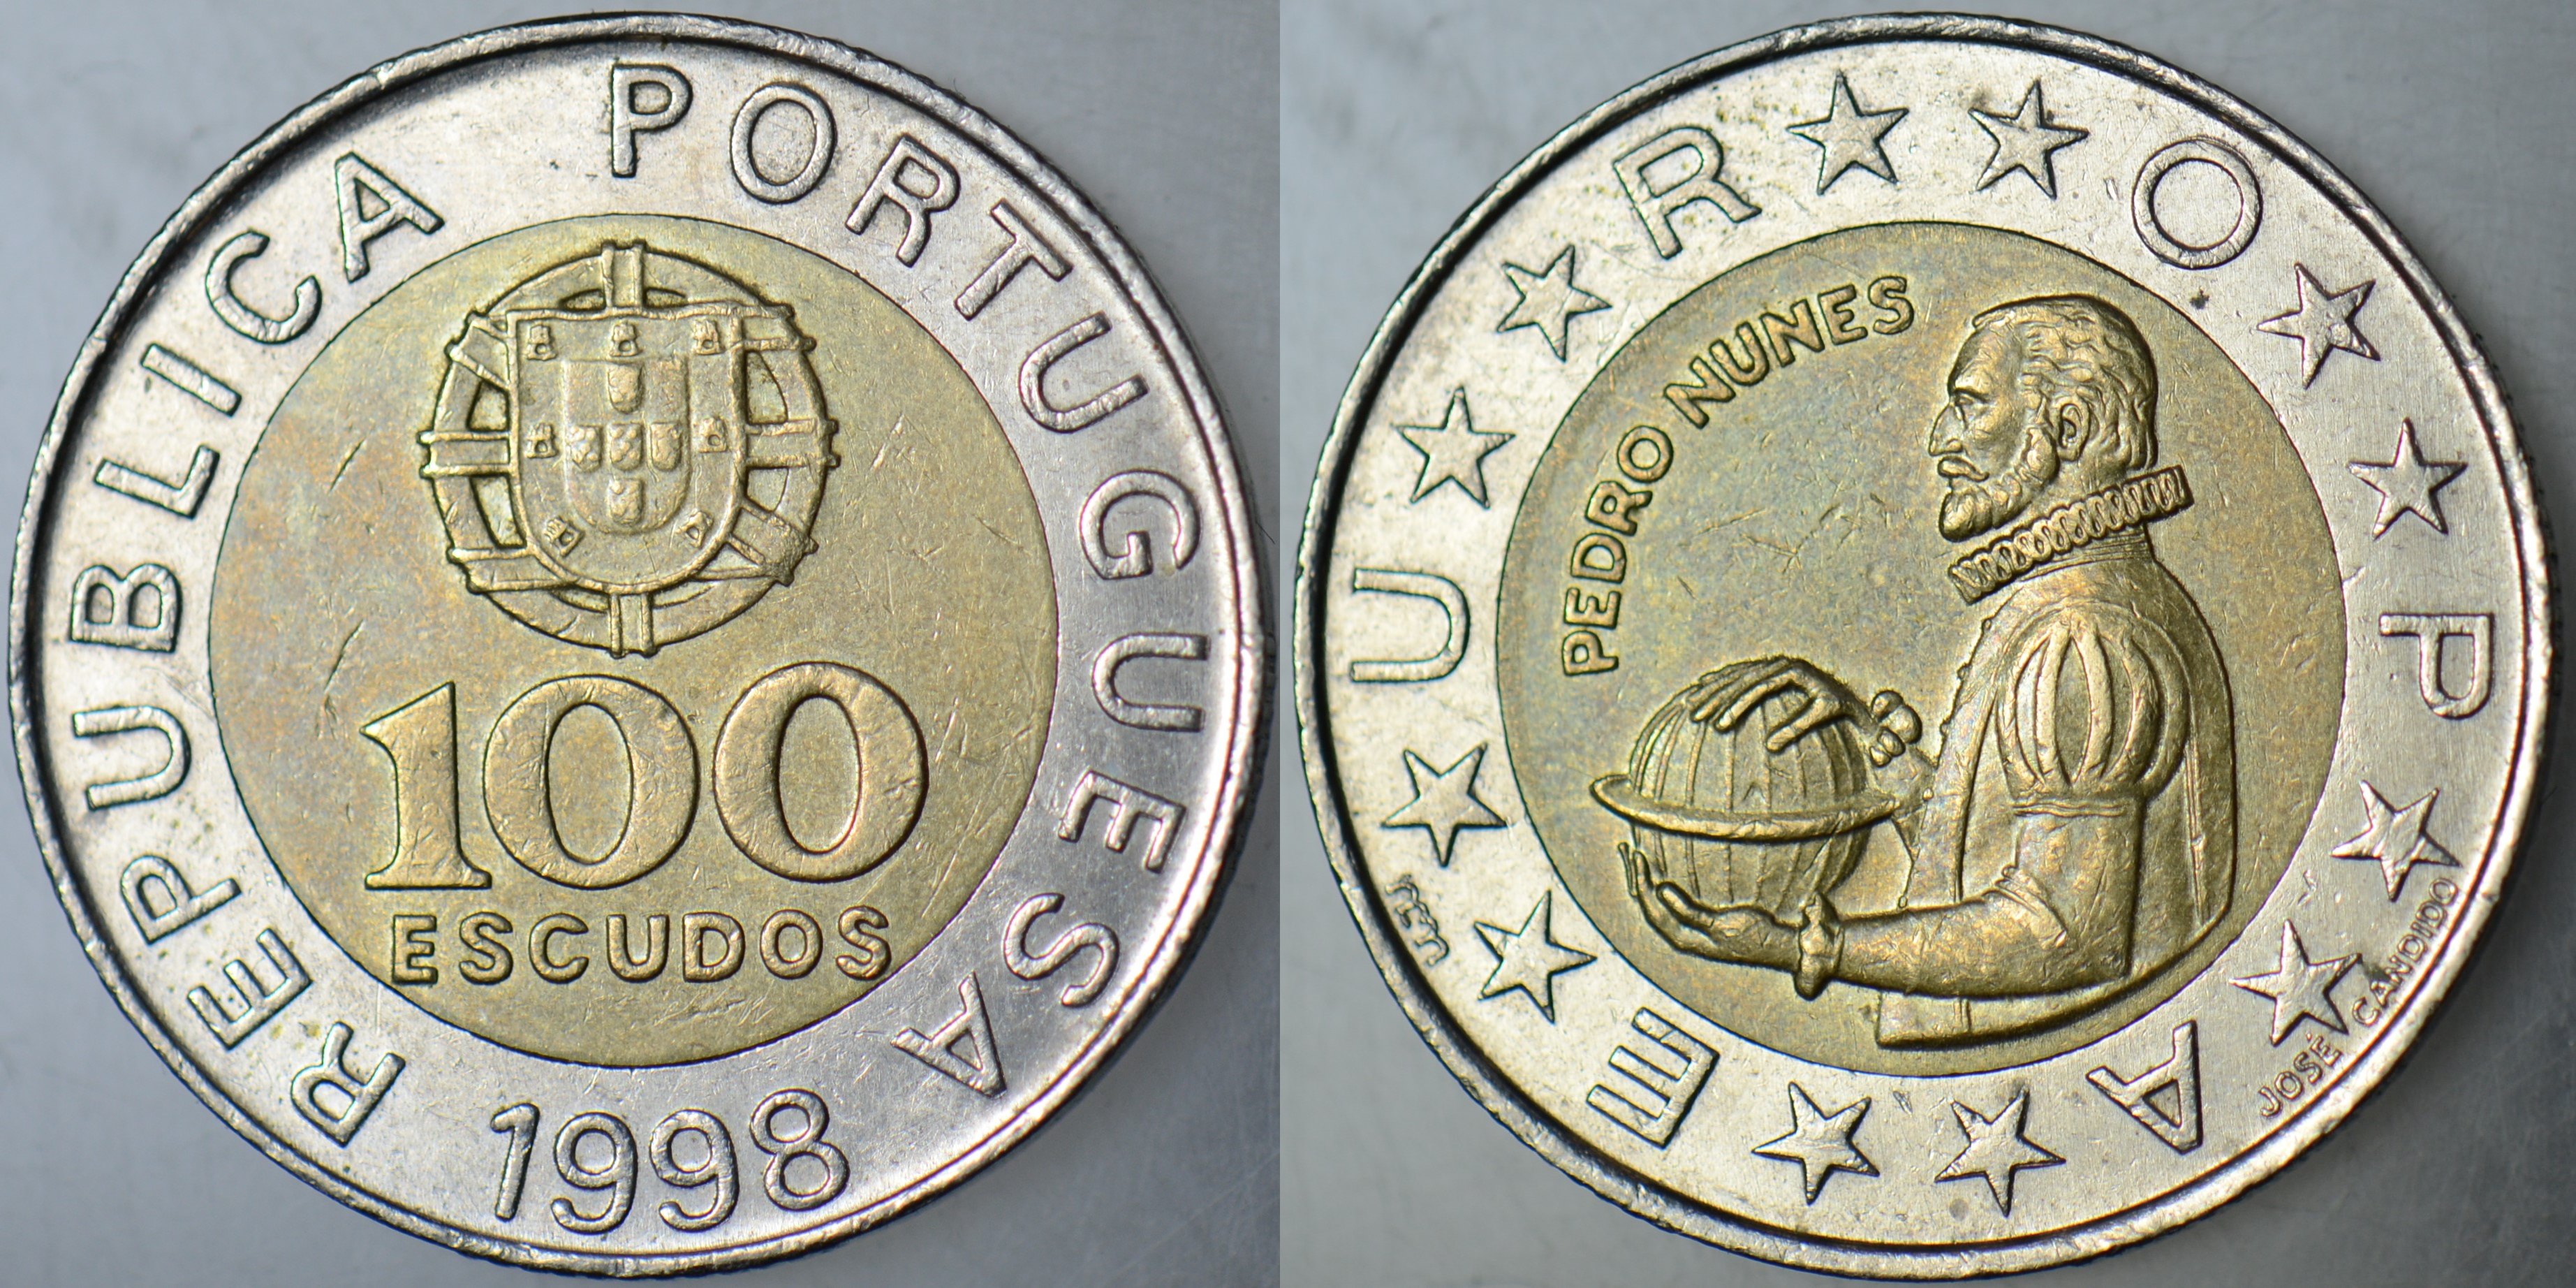 REPUBLICA PORTUGUESA
100
ESCUDOS
1998
EUROPA
PEDRO NUNES
JOSÉ CANDIDO